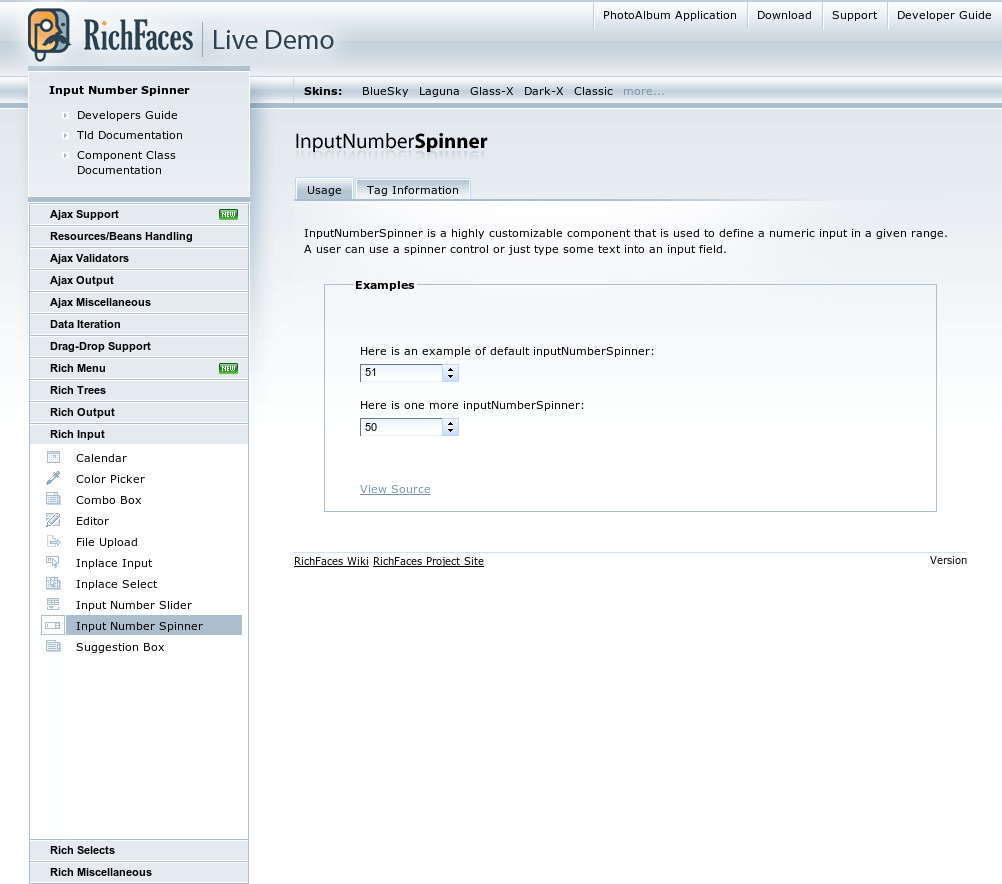 PhotoAlbum Application Download Support Developer Guide
RichFaces Live Demo
Input Number Spinner
Developers Guide
Tld Documentation
Component Class
Documentation
Skins: BlueSky Laguna Glass-X Dark-X Classic more...
Ajax Support NEW
Resources/Beans Handling
Ajax Validators
Ajax Output
Ajax Miscellaneous
Data Iteration
Drag-Drop Support
Rich Menu NEW
Rich Trees
Rich Output
Rich Input
Calendar
Color Picker
Combo Box
Editor
File Upload
Inplace Input
Inplace Select
Input Number Slider
Input Number Spinner
Suggestion Box
Rich Selects
Rich Miscellaneous
InputNumberSpinner
Usage Tag Information
InputNumberSpinner is a highly customizable component that is used to define a numeric input in a given range.
A user can use a spinner control or just type some text into an input field.
Examples
Here is an example of default inputNumberSpinner:
51
Here is one more inputNumberSpinner:
50
View Source
RichFaces Wiki RichFaces Project Site Version